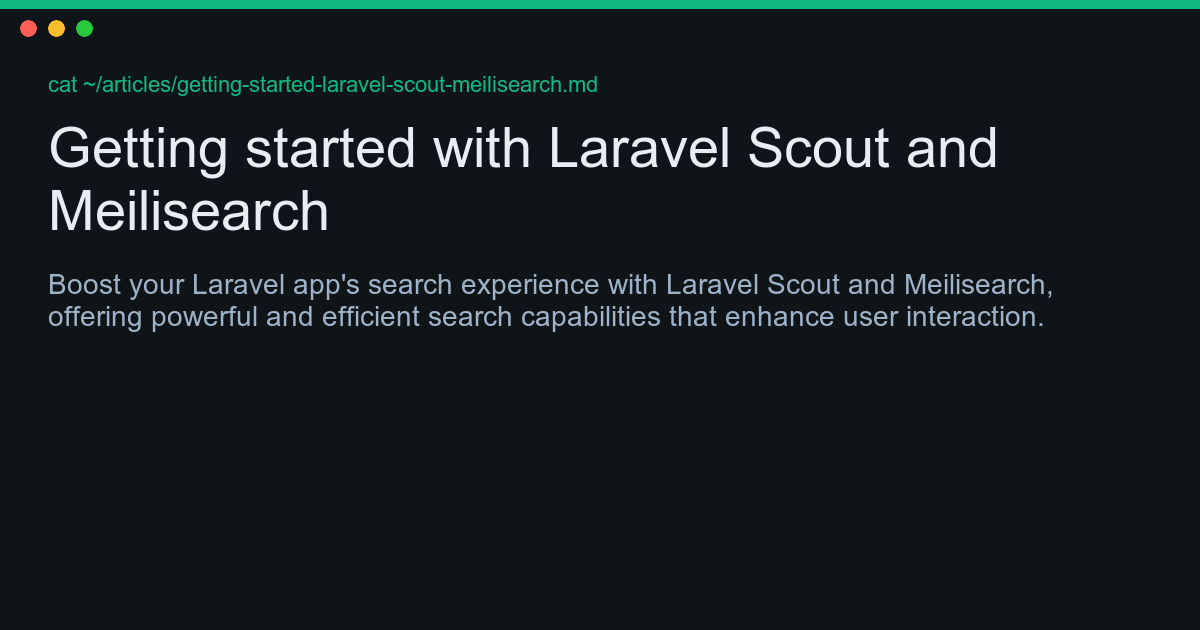 cat ~/articles/getting-started-laravel-scout-meilisearch.md
Getting started with Laravel Scout and
Meilisearch
Boost your Laravel app's search experience with Laravel Scout and Meilisearch,
offering powerful and efficient search capabilities that enhance user interaction.